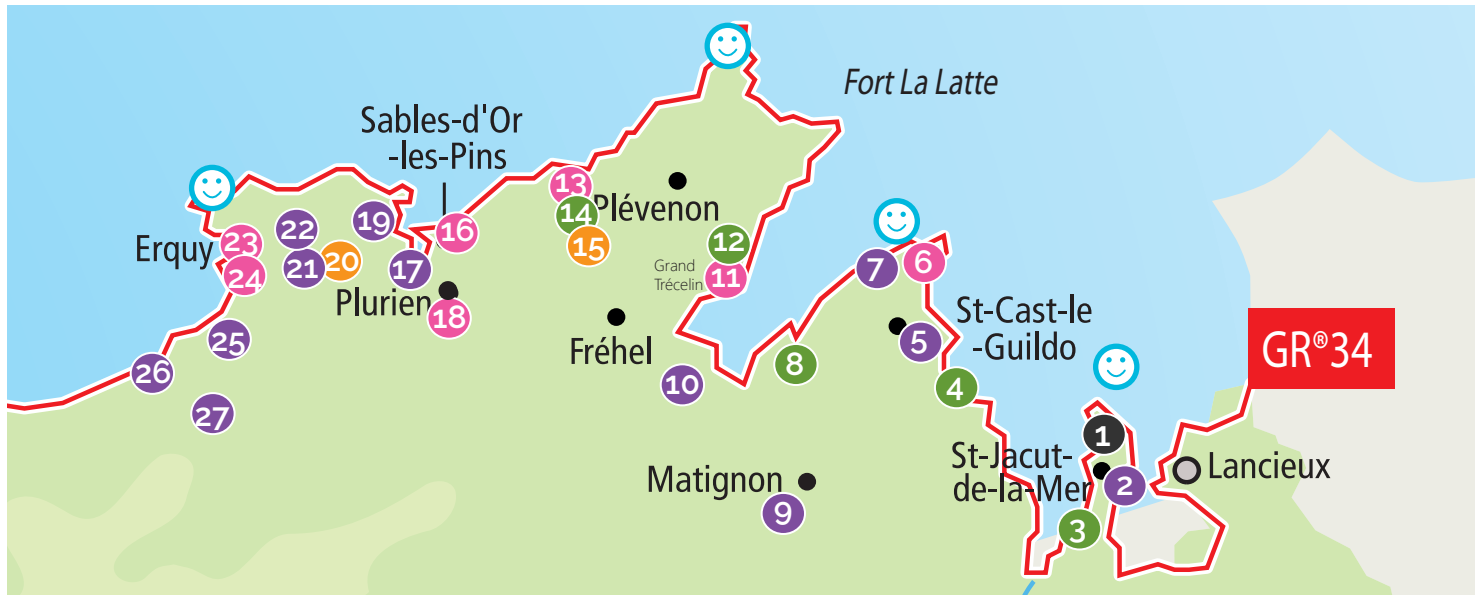 Fort La Latte
Sables-d'Or
-les-Pins
13
Plévenon
14
15
16
19
22
23
Erquy
24
21
20
17
Plurien
18
12
Grand
Trécelin
11
7
6
St-Cast-le
-Guildo
5
GR®34
Fréhel
8
4
10
25
26
27
1
St-Jacut-
de-la-Mer
2
Lancieux
Matignon
9
3